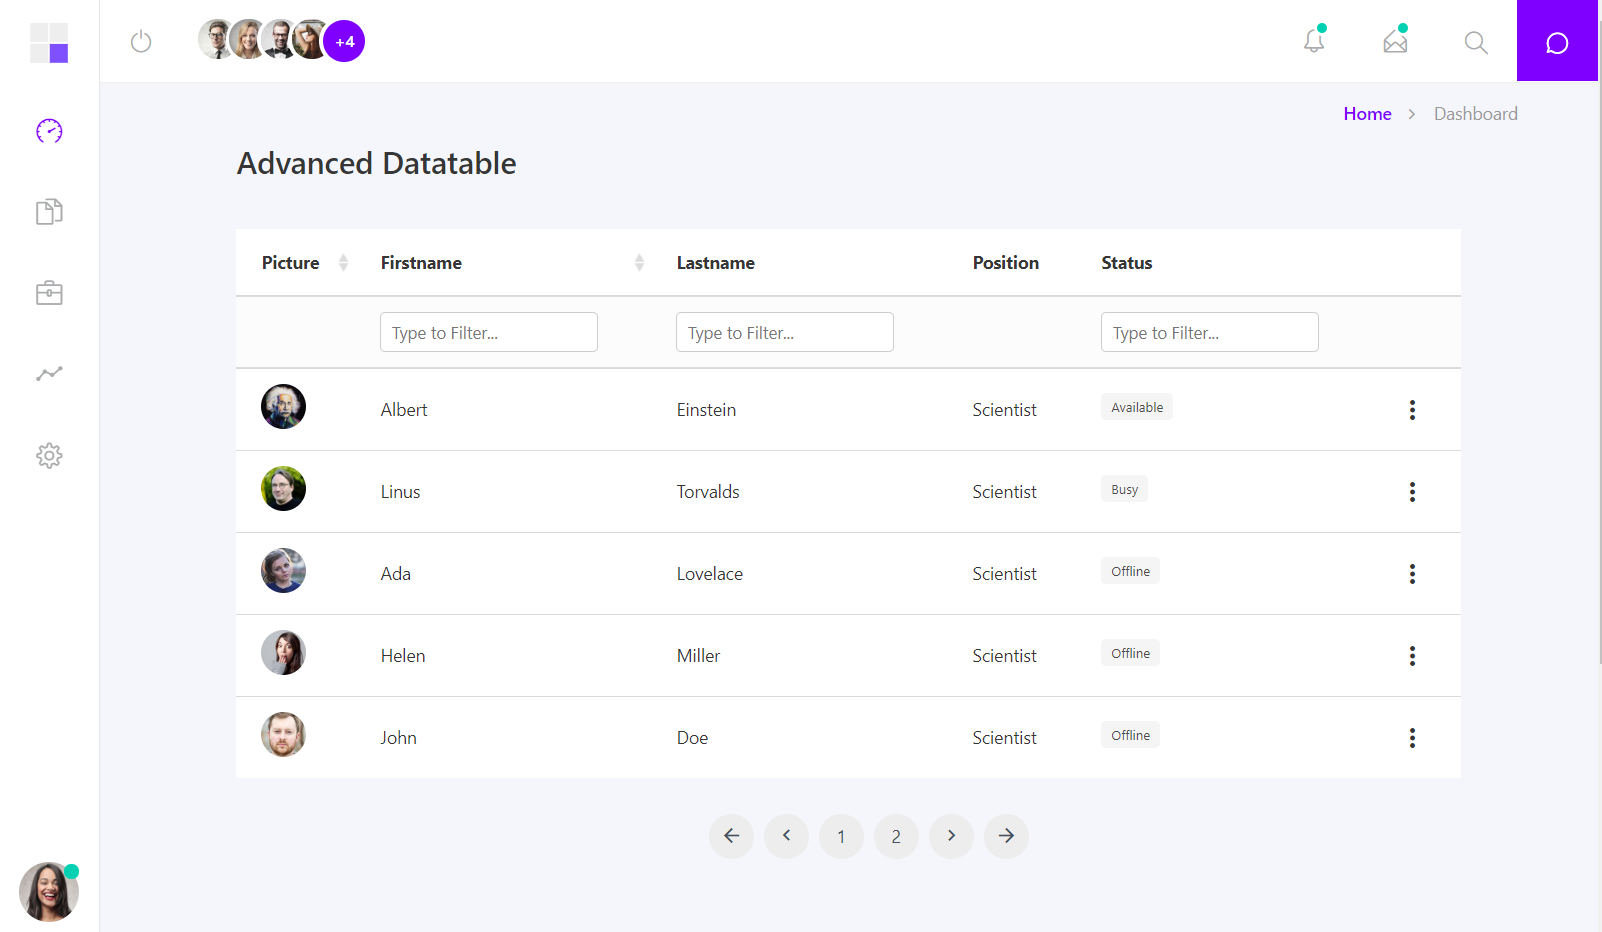 +4
Home > Dashboard
Advanced Datatable
Picture Firstname Lastname Position Status
Type to Filter... Type to Filter... Type to Filter...
Albert Einstein Scientist Available
Linus Torvalds Scientist Busy
Ada Lovelace Scientist Offline
Helen Miller Scientist Offline
John Doe Scientist Offline
1 2